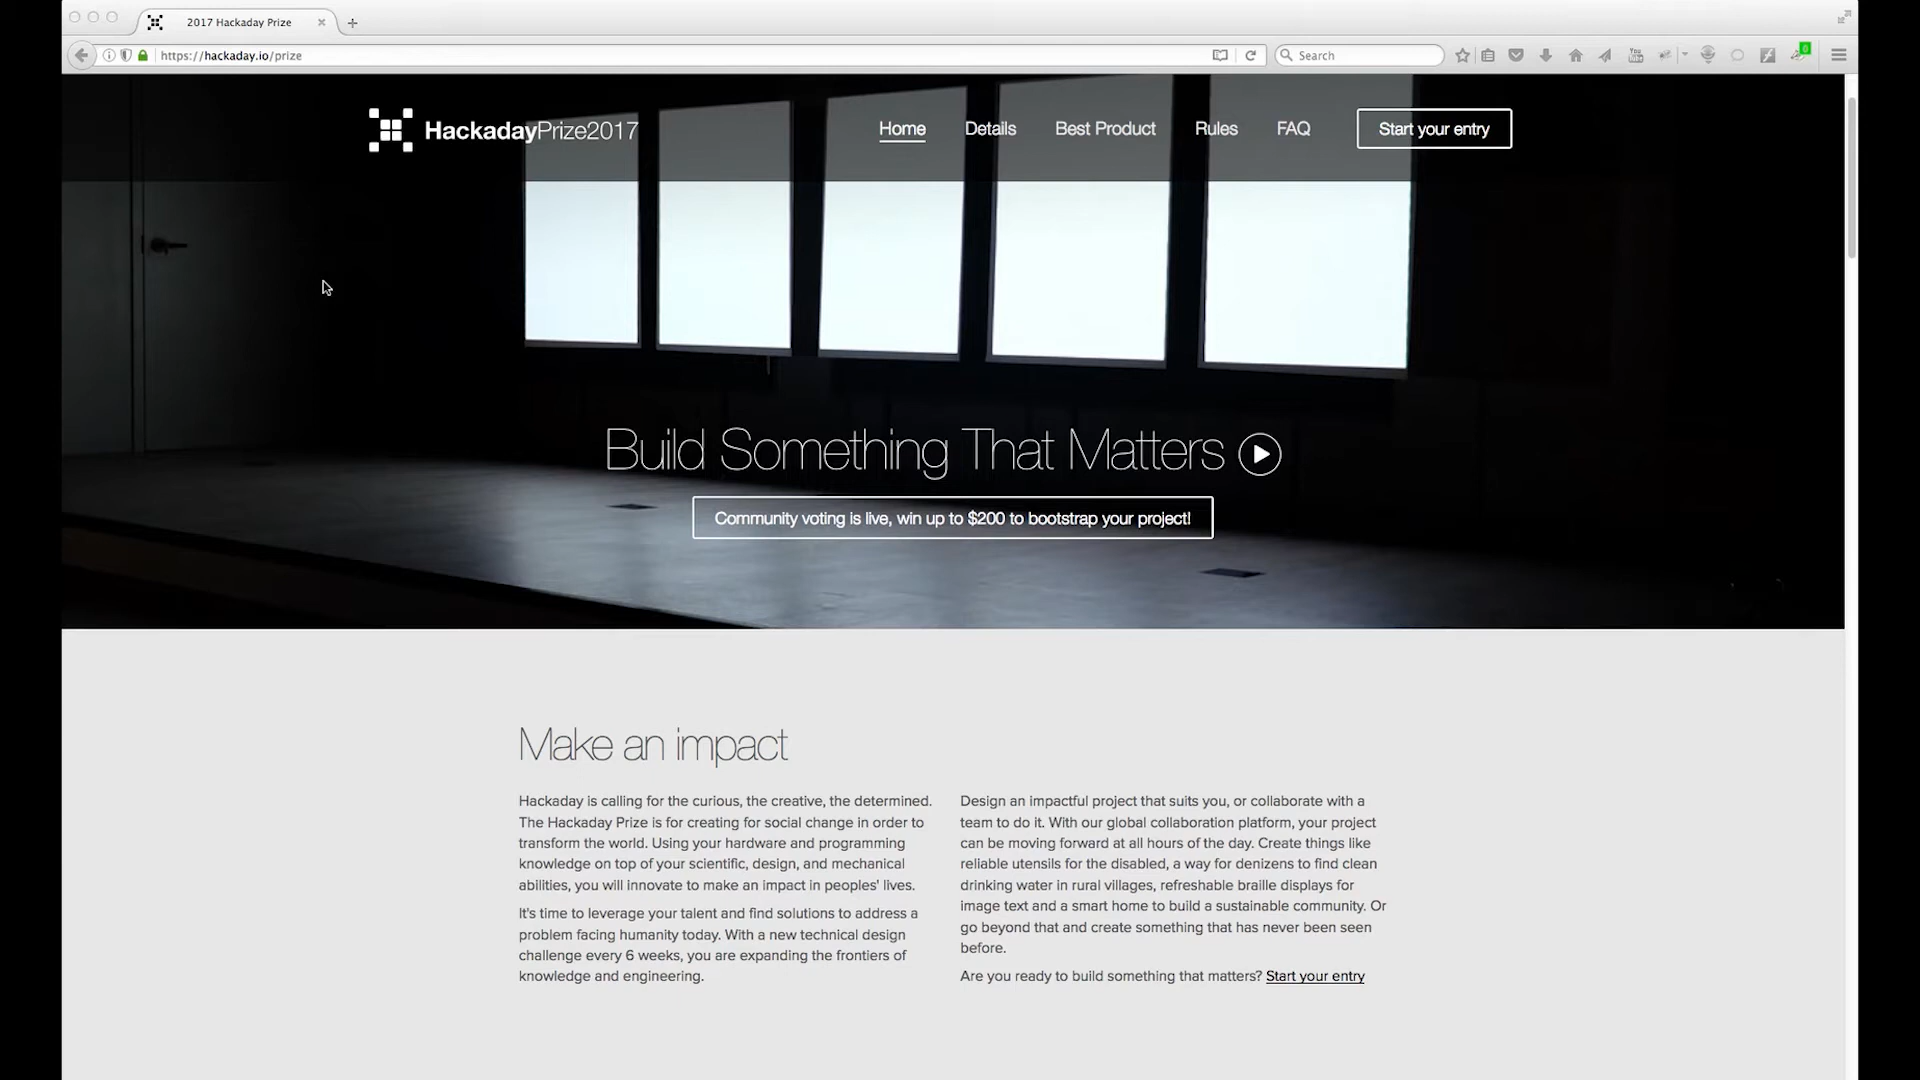 2017 Hackaday Prize
https://hackaday.io/prize
Search
HackadayPrize2017
Home
Details
Best Product
Rules
FAQ
Start your entry
Build Something That Matters
Community voting is live, win up to $200 to bootstrap your project!
Make an impact
Hackaday is calling for the curious, the creative, the determined.
The Hackaday Prize is for creating for social change in order to
transform the world. Using your hardware and programming
knowledge on top of your scientific, design, and mechanical
abilities, you will innovate to make an impact in peoples' lives.
It's time to leverage your talent and find solutions to address a
problem facing humanity today. With a new technical design
challenge every 6 weeks, you are expanding the frontiers of
knowledge and engineering.
Design an impactful project that suits you, or collaborate with a
team to do it. With our global collaboration platform, your project
can be moving forward at all hours of the day. Create things like
reliable utensils for the disabled, a way for denizens to find clean
drinking water in rural villages, refreshable braille displays for
image text and a smart home to build a sustainable community. Or
go beyond that and create something that has never been seen
before.
Are you ready to build something that matters? Start your entry